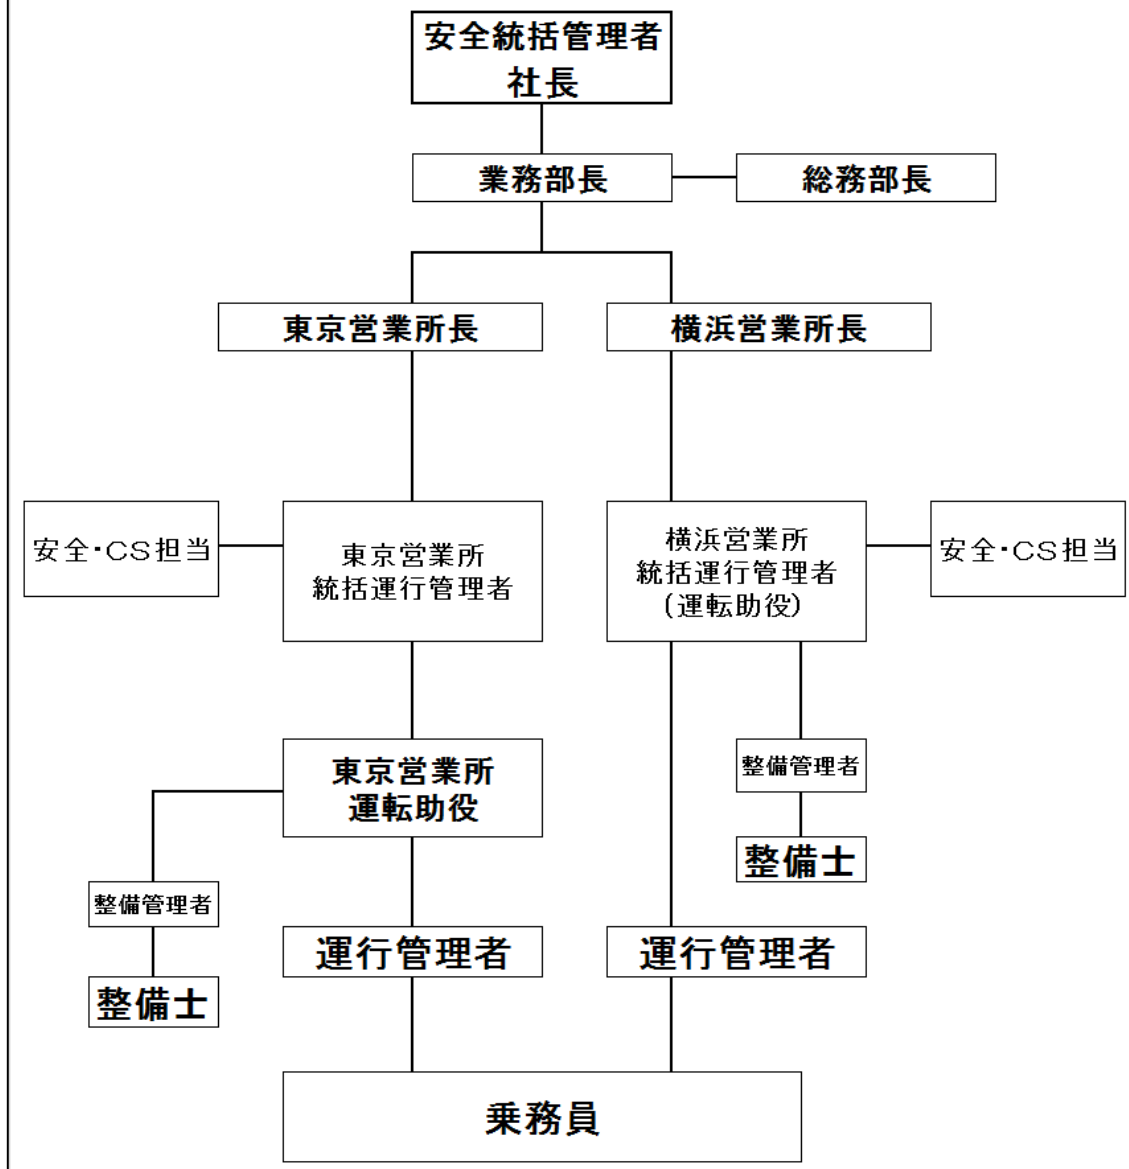 安全統括管理者
社長
業務部長
総務部長
東京営業所長
横浜営業所長
安全・CS担当
東京営業所
統括運行管理者
横浜営業所
統括運行管理者
(運転助役)
安全・CS担当
東京営業所
運転助役
整備管理者
整備士
整備管理者
整備士
運行管理者
運行管理者
乗務員